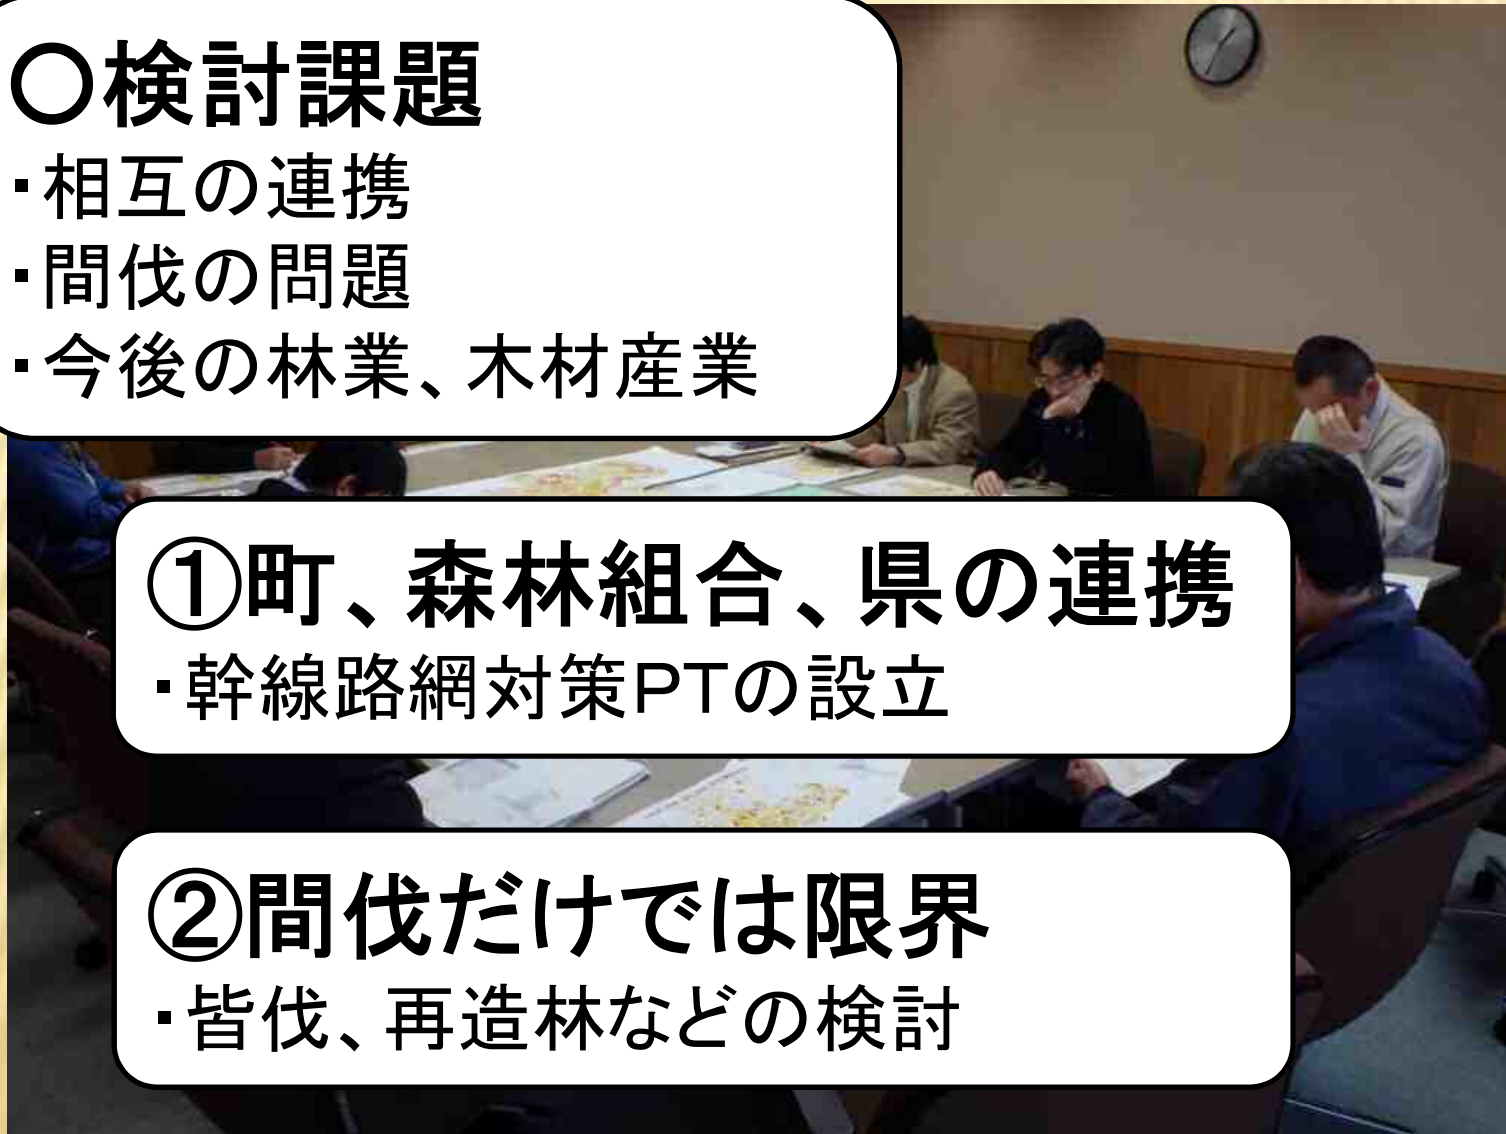 〇検討課題
・相互の連携
・間伐の問題
・今後の林業、木材産業
①町、森林組合、県の連携
・幹線路網対策PTの設立
②間伐だけでは限界
・皆伐、再造林などの検討